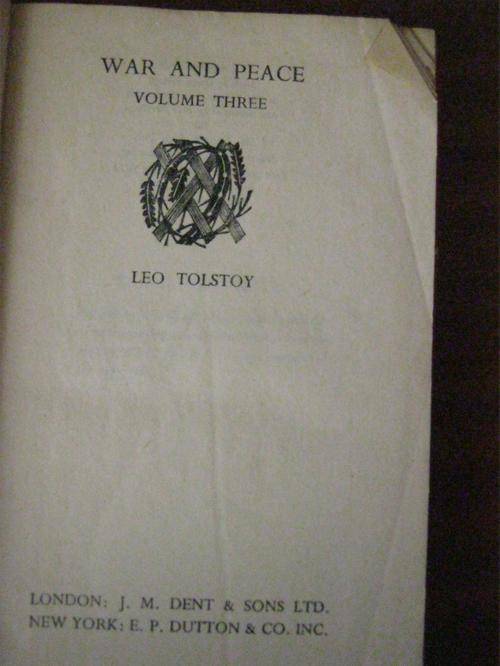 WAR AND PEACE
VOLUME THREE
LEO TOLSTOY
LONDON: J. M. DENT & SONS LTD.
NEW YORK: E. P. DUTTON & CO. INC.